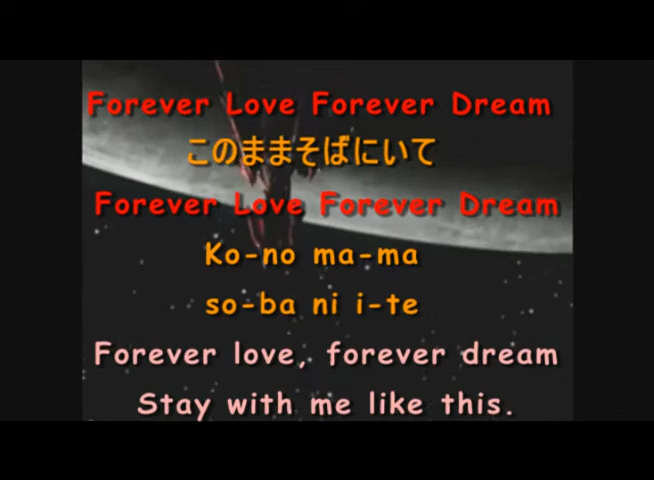 Forever Love Forever Dream
このままそばにいて
Forever Love Forever Dream
Ko-no ma-ma
so-ba ni i-te
Forever love, forever dream
Stay with me like this.